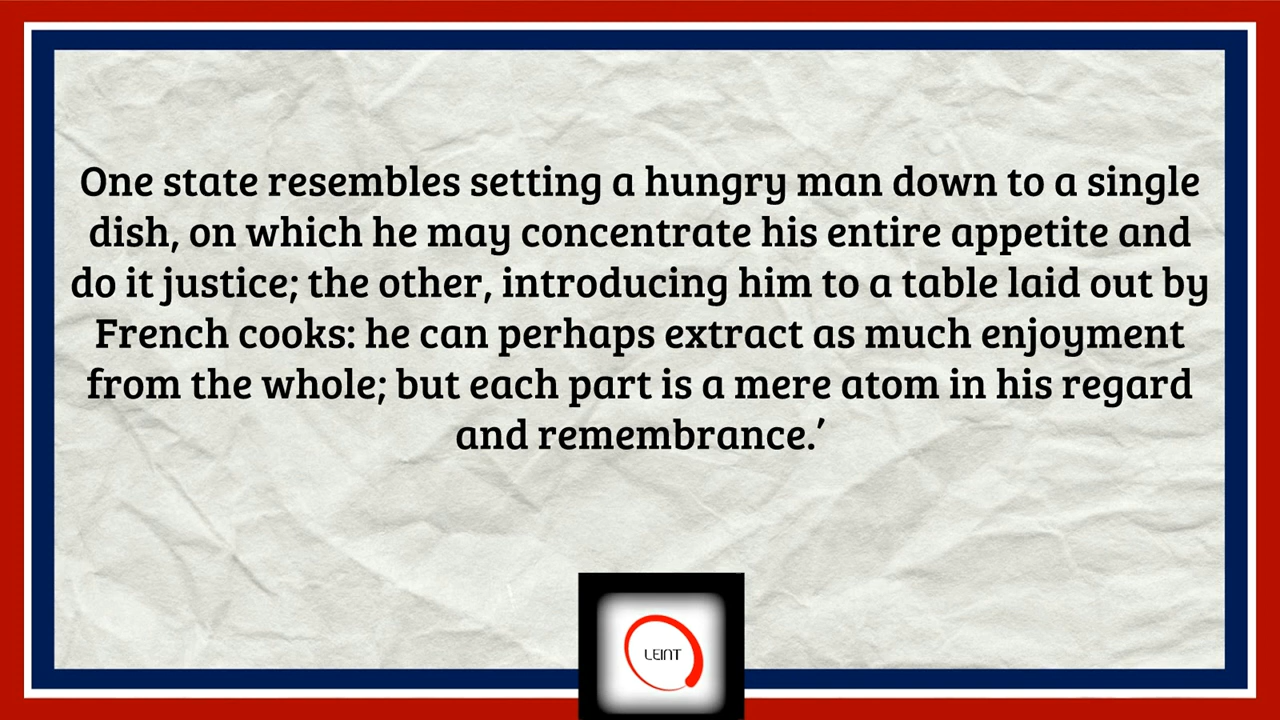 One state resembles setting a hungry man down to a single
dish, on which he may concentrate his entire appetite and
do it justice; the other, introducing him to a table laid out by
French cooks: he can perhaps extract as much enjoyment
from the whole; but each part is a mere atom in his regard
and remembrance.’
LEINT